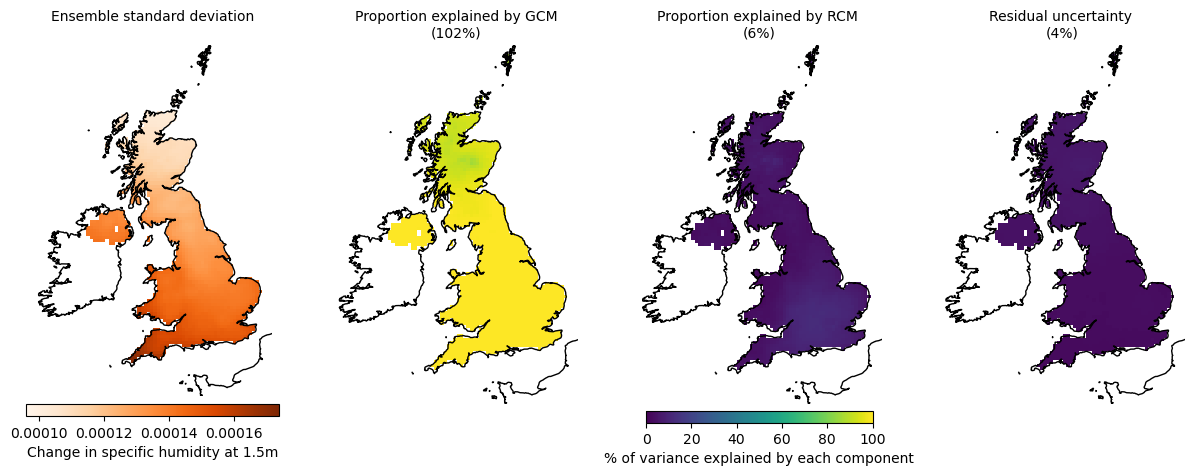 Ensemble standard deviation
Proportion explained by GCM
(102%)
Proportion explained by RCM
(6%)
Residual uncertainty
(4%)
0.00010 0.00012 0.00014 0.00016
Change in specific humidity at 1.5m
0 20 40 60 80 100
% of variance explained by each component